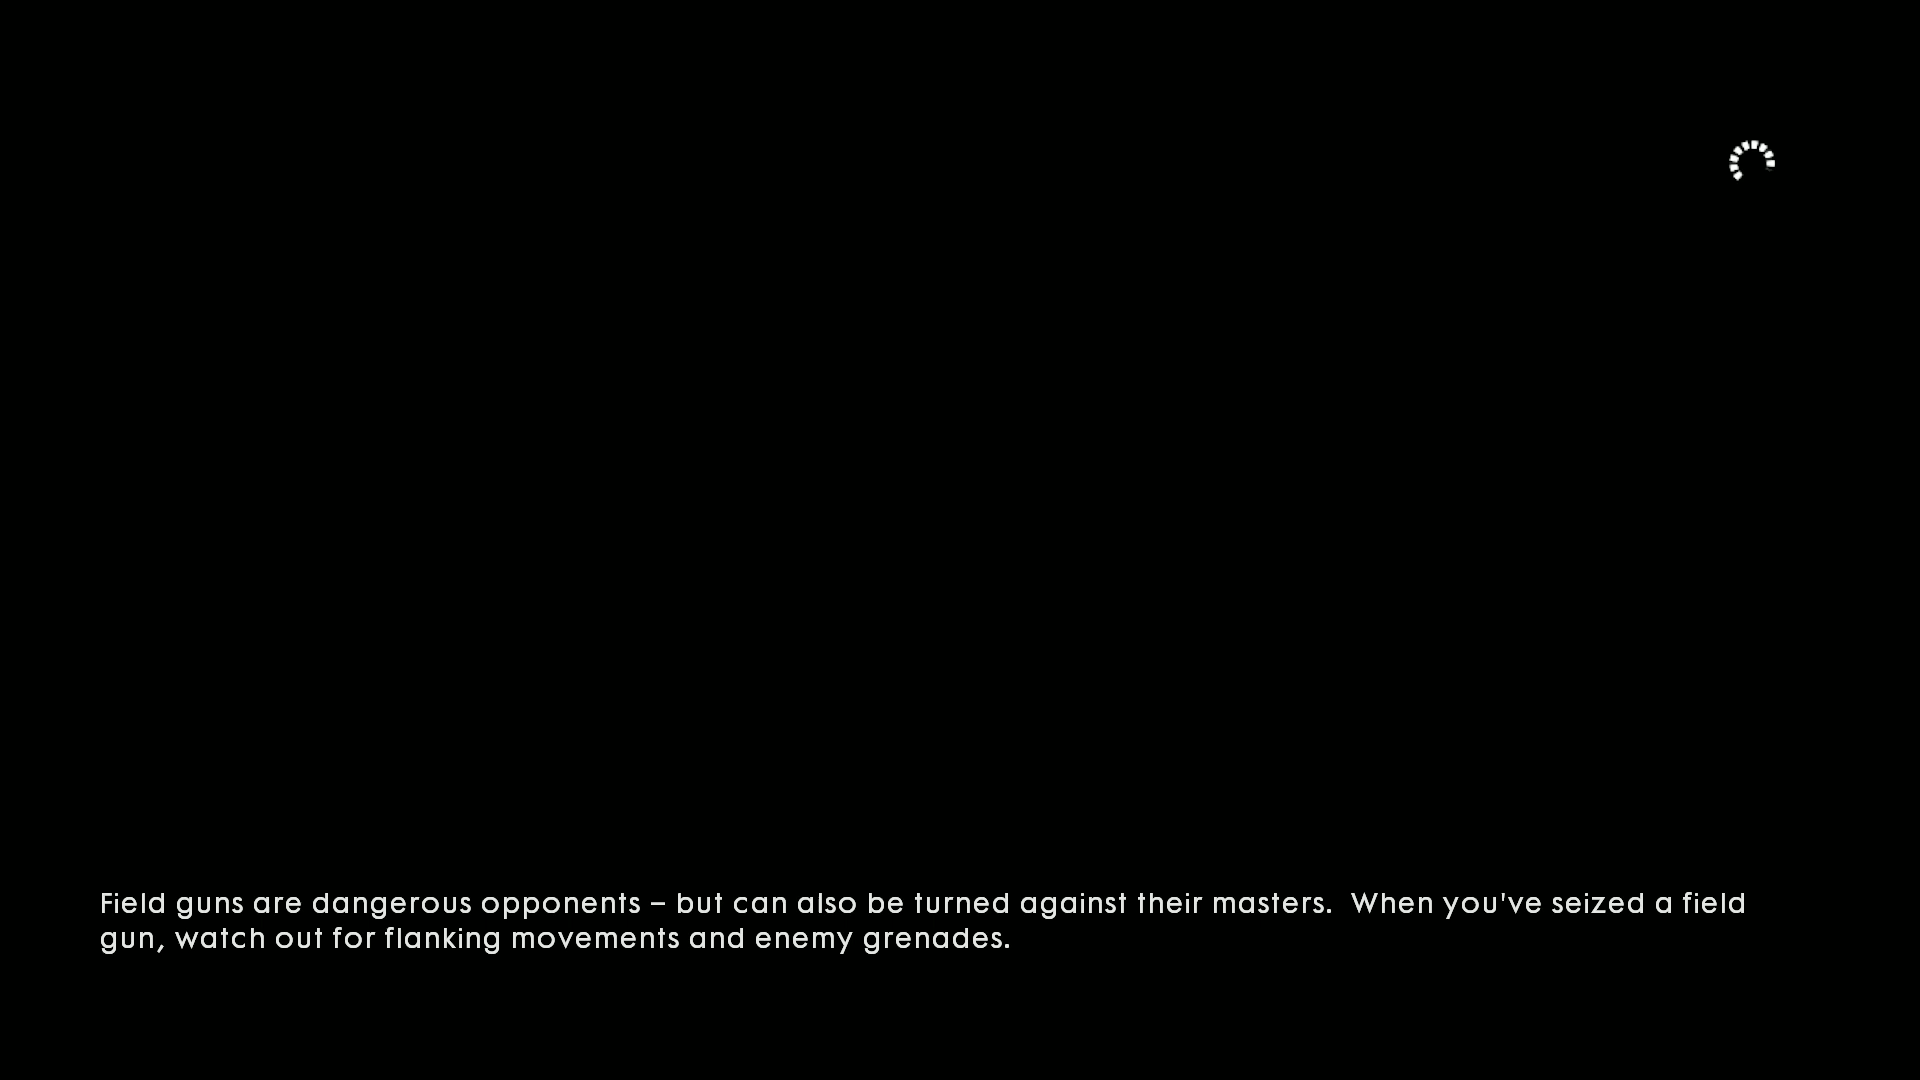 Field guns are dangerous opponents – but can also be turned against their masters.  When you've seized a field
gun, watch out for flanking movements and enemy grenades.